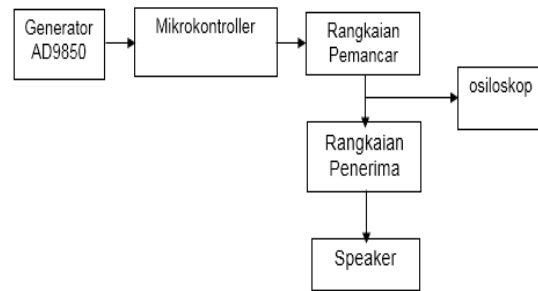 Generator
AD9850
Mikrokontroller
Rangkaian
Pemancar
osiloskop
Rangkaian
Penerima
Speaker